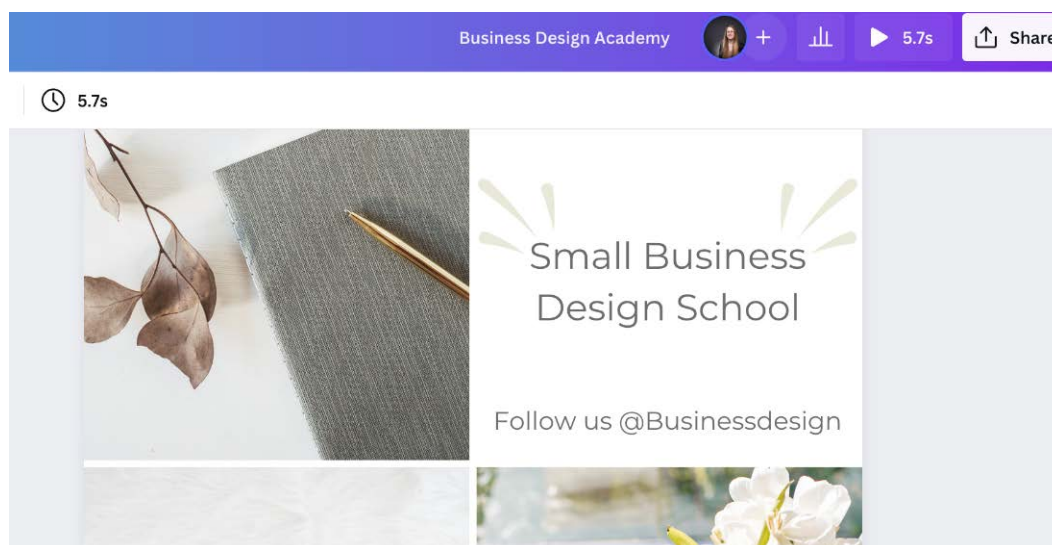 Business Design Academy
+
5.7s
Share
5.7s
Small Business
Design School
Follow us @Businessdesign